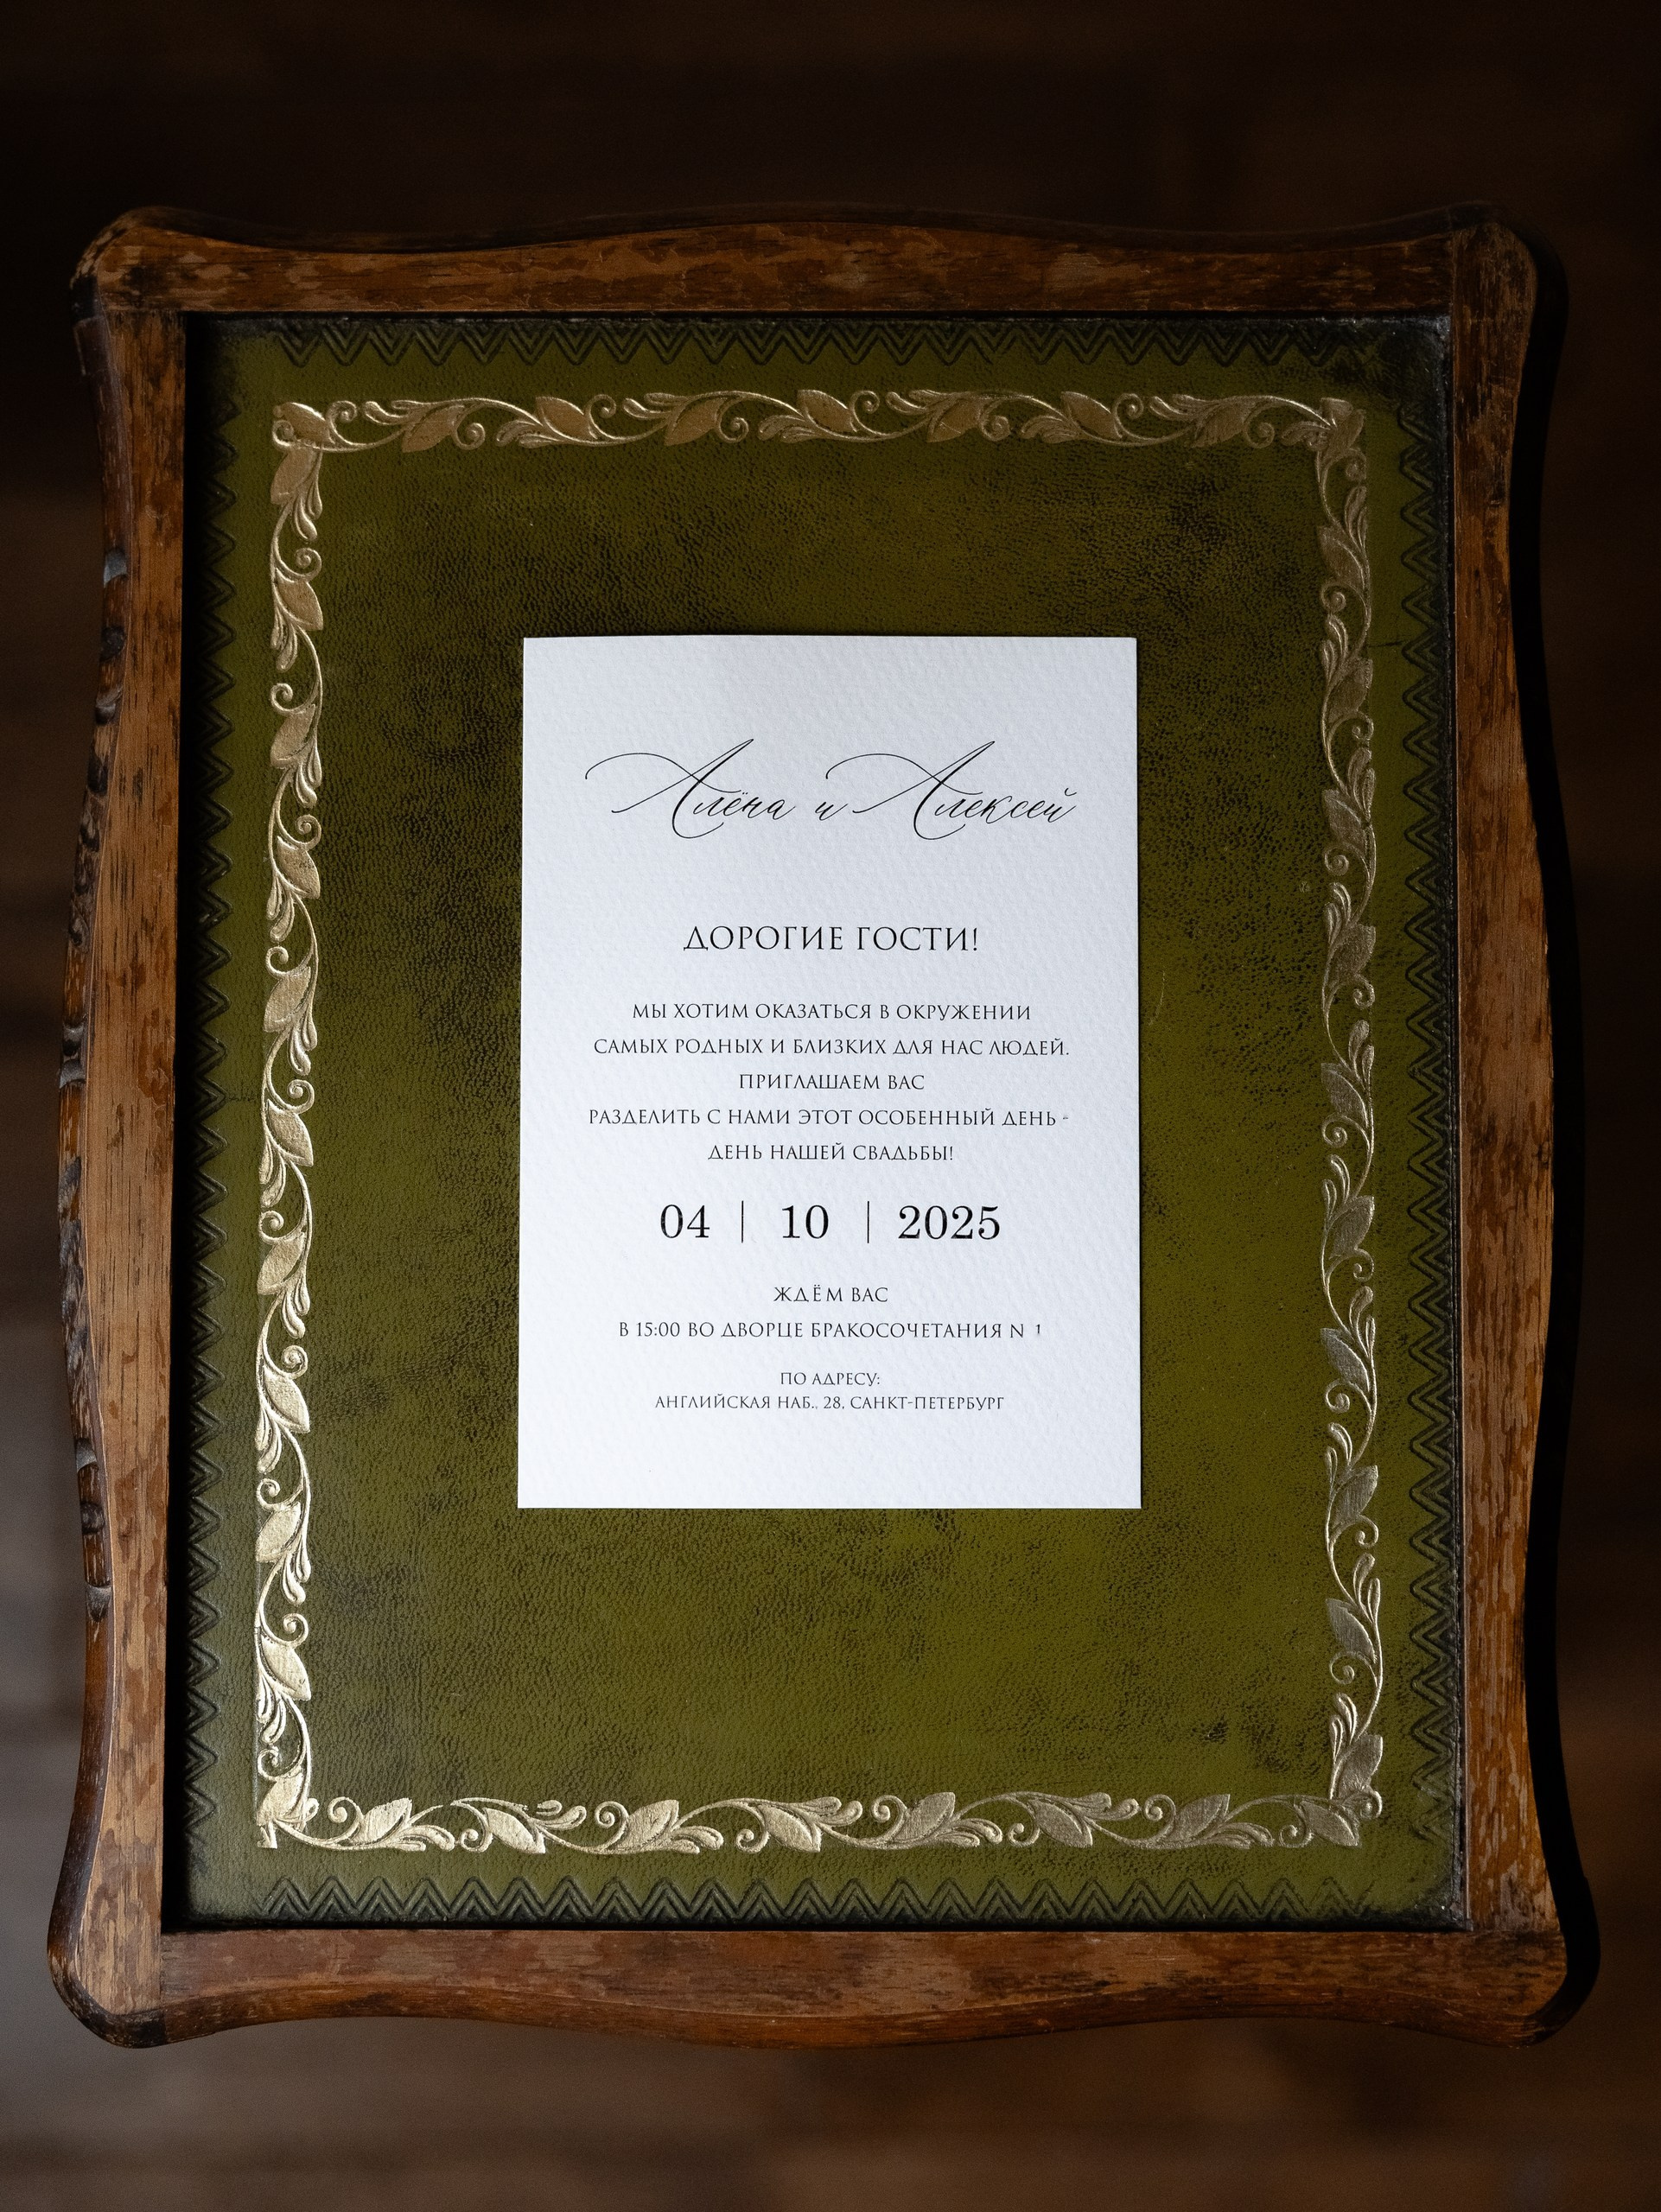 Алёна и Алексей
ДОРОГИЕ ГОСТИ!
МЫ ХОТИМ ОКАЗАТЬСЯ В ОКРУЖЕНИИ
САМЫХ РОДНЫХ И БЛИЗКИХ ДЛЯ НАС ЛЮДЕЙ.
ПРИГЛАШАЕМ ВАС
РАЗДЕЛИТЬ С НАМИ ЭТОТ ОСОБЕННЫЙ ДЕНЬ -
ДЕНЬ НАШЕЙ СВАДЬБЫ!
04 | 10 | 2025
ЖДЁМ ВАС
В 15:00 ВО ДВОРЦЕ БРАКОСОЧЕТАНИЯ N 1
ПО АДРЕСУ:
АНГЛИЙСКАЯ НАБ., 28, САНКТ-ПЕТЕРБУРГ